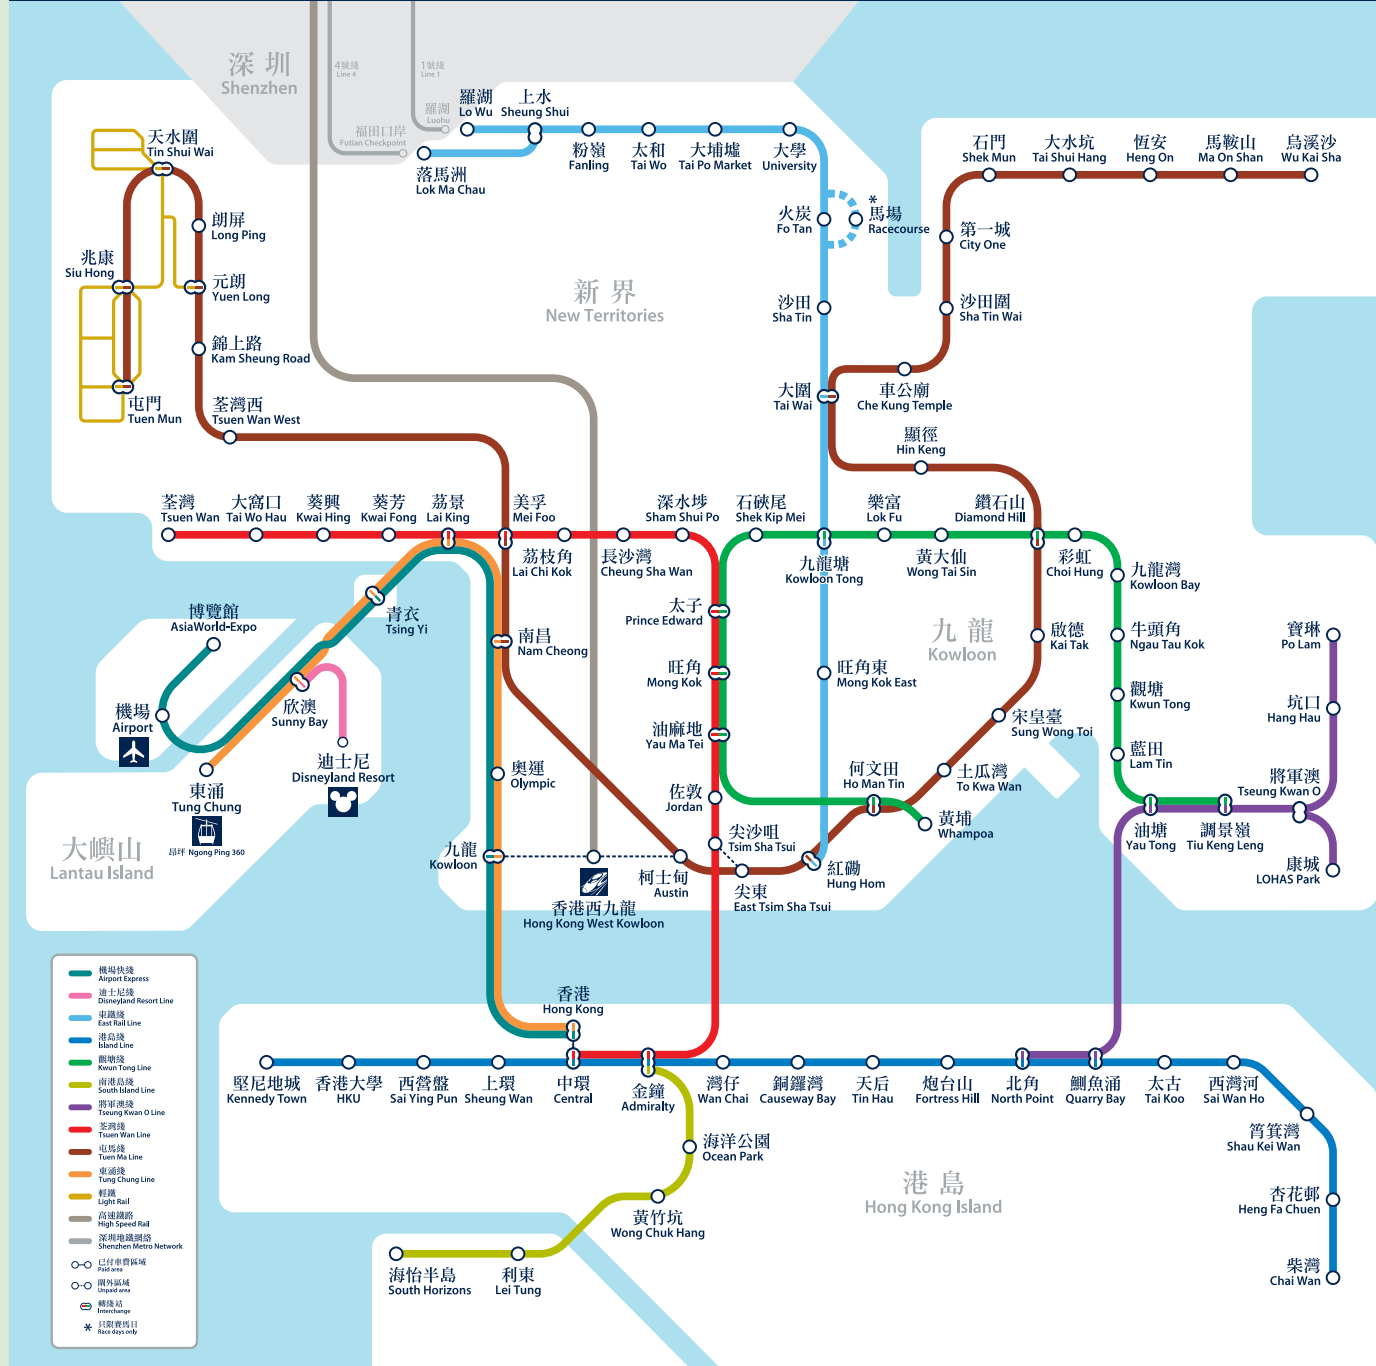 深圳
Shenzhen
4號綫
Line 4
1號綫
Line 1
羅湖
Luohu
福田口岸
Futian Checkpoint
羅湖
Lo Wu
上水
Sheung Shui
落馬洲
Lok Ma Chau
粉嶺
Fanling
太和
Tai Wo
大埔墟
Tai Po Market
大學
University
火炭
Fo Tan
*
馬場
Racecourse
沙田
Sha Tin
大圍
Tai Wai
石門
Shek Mun
大水坑
Tai Shui Hang
恆安
Heng On
馬鞍山
Ma On Shan
烏溪沙
Wu Kai Sha
第一城
City One
沙田圍
Sha Tin Wai
車公廟
Che Kung Temple
顯徑
Hin Keng
天水圍
Tin Shui Wai
朗屏
Long Ping
兆康
Siu Hong
元朗
Yuen Long
錦上路
Kam Sheung Road
屯門
Tuen Mun
荃灣西
Tsuen Wan West
新界
New Territories
荃灣
Tsuen Wan
大窩口
Tai Wo Hau
葵興
Kwai Hing
葵芳
Kwai Fong
荔景
Lai King
美孚
Mei Foo
荔枝角
Lai Chi Kok
長沙灣
Cheung Sha Wan
深水埗
Sham Shui Po
石硤尾
Shek Kip Mei
九龍塘
Kowloon Tong
樂富
Lok Fu
黃大仙
Wong Tai Sin
鑽石山
Diamond Hill
彩虹
Choi Hung
九龍灣
Kowloon Bay
牛頭角
Ngau Tau Kok
觀塘
Kwun Tong
藍田
Lam Tin
油塘
Yau Tong
調景嶺
Tiu Keng Leng
將軍澳
Tseung Kwan O
寶琳
Po Lam
坑口
Hang Hau
康城
LOHAS Park
博覽館
AsiaWorld-Expo
機場
Airport
青衣
Tsing Yi
欣澳
Sunny Bay
迪士尼
Disneyland Resort
東涌
Tung Chung
昂坪 Ngong Ping 360
大嶼山
Lantau Island
南昌
Nam Cheong
奧運
Olympic
九龍
Kowloon
香港西九龍
Hong Kong West Kowloon
柯士甸
Austin
太子
Prince Edward
旺角
Mong Kok
油麻地
Yau Ma Tei
佐敦
Jordan
尖沙咀
Tsim Sha Tsui
尖東
East Tsim Sha Tsui
旺角東
Mong Kok East
紅磡
Hung Hom
何文田
Ho Man Tin
黃埔
Whampoa
土瓜灣
To Kwa Wan
宋皇臺
Sung Wong Toi
啟德
Kai Tak
九龍
Kowloon
香港
Hong Kong
堅尼地城
Kennedy Town
香港大學
HKU
西營盤
Sai Ying Pun
上環
Sheung Wan
中環
Central
金鐘
Admiralty
灣仔
Wan Chai
銅鑼灣
Causeway Bay
天后
Tin Hau
炮台山
Fortress Hill
北角
North Point
鰂魚涌
Quarry Bay
太古
Tai Koo
西灣河
Sai Wan Ho
筲箕灣
Shau Kei Wan
杏花邨
Heng Fa Chuen
柴灣
Chai Wan
海洋公園
Ocean Park
黃竹坑
Wong Chuk Hang
利東
Lei Tung
海怡半島
South Horizons
港島
Hong Kong Island
機場快綫
Airport Express
迪士尼綫
Disneyland Resort Line
東鐵綫
East Rail Line
港島綫
Island Line
觀塘綫
Kwun Tong Line
南港島綫
South Island Line
將軍澳綫
Tseung Kwan O Line
荃灣綫
Tsuen Wan Line
屯馬綫
Tuen Ma Line
東涌綫
Tung Chung Line
輕鐵
Light Rail
高速鐵路
High Speed Rail
深圳地鐵網絡
Shenzhen Metro Network
已付車費區域
Paid area
閘外區域
Unpaid area
轉綫站
Interchange
* 只限賽馬日
Race days only